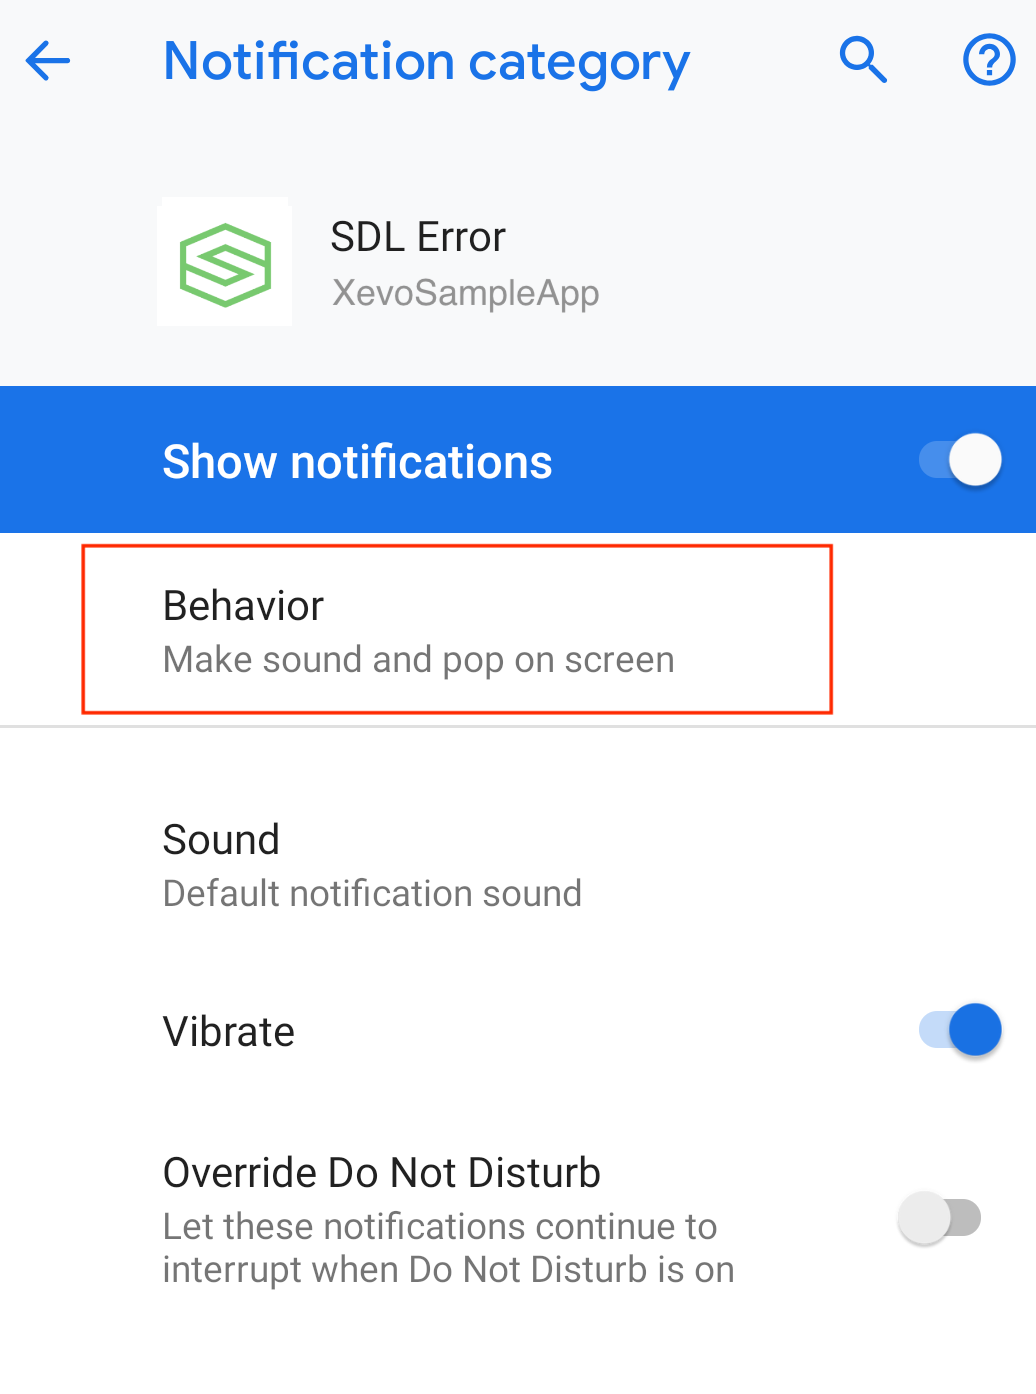 Notification category
SDL Error
XevoSampleApp
Show notifications
Behavior
Make sound and pop on screen
Sound
Default notification sound
Vibrate
Override Do Not Disturb
Let these notifications continue to
interrupt when Do Not Disturb is on